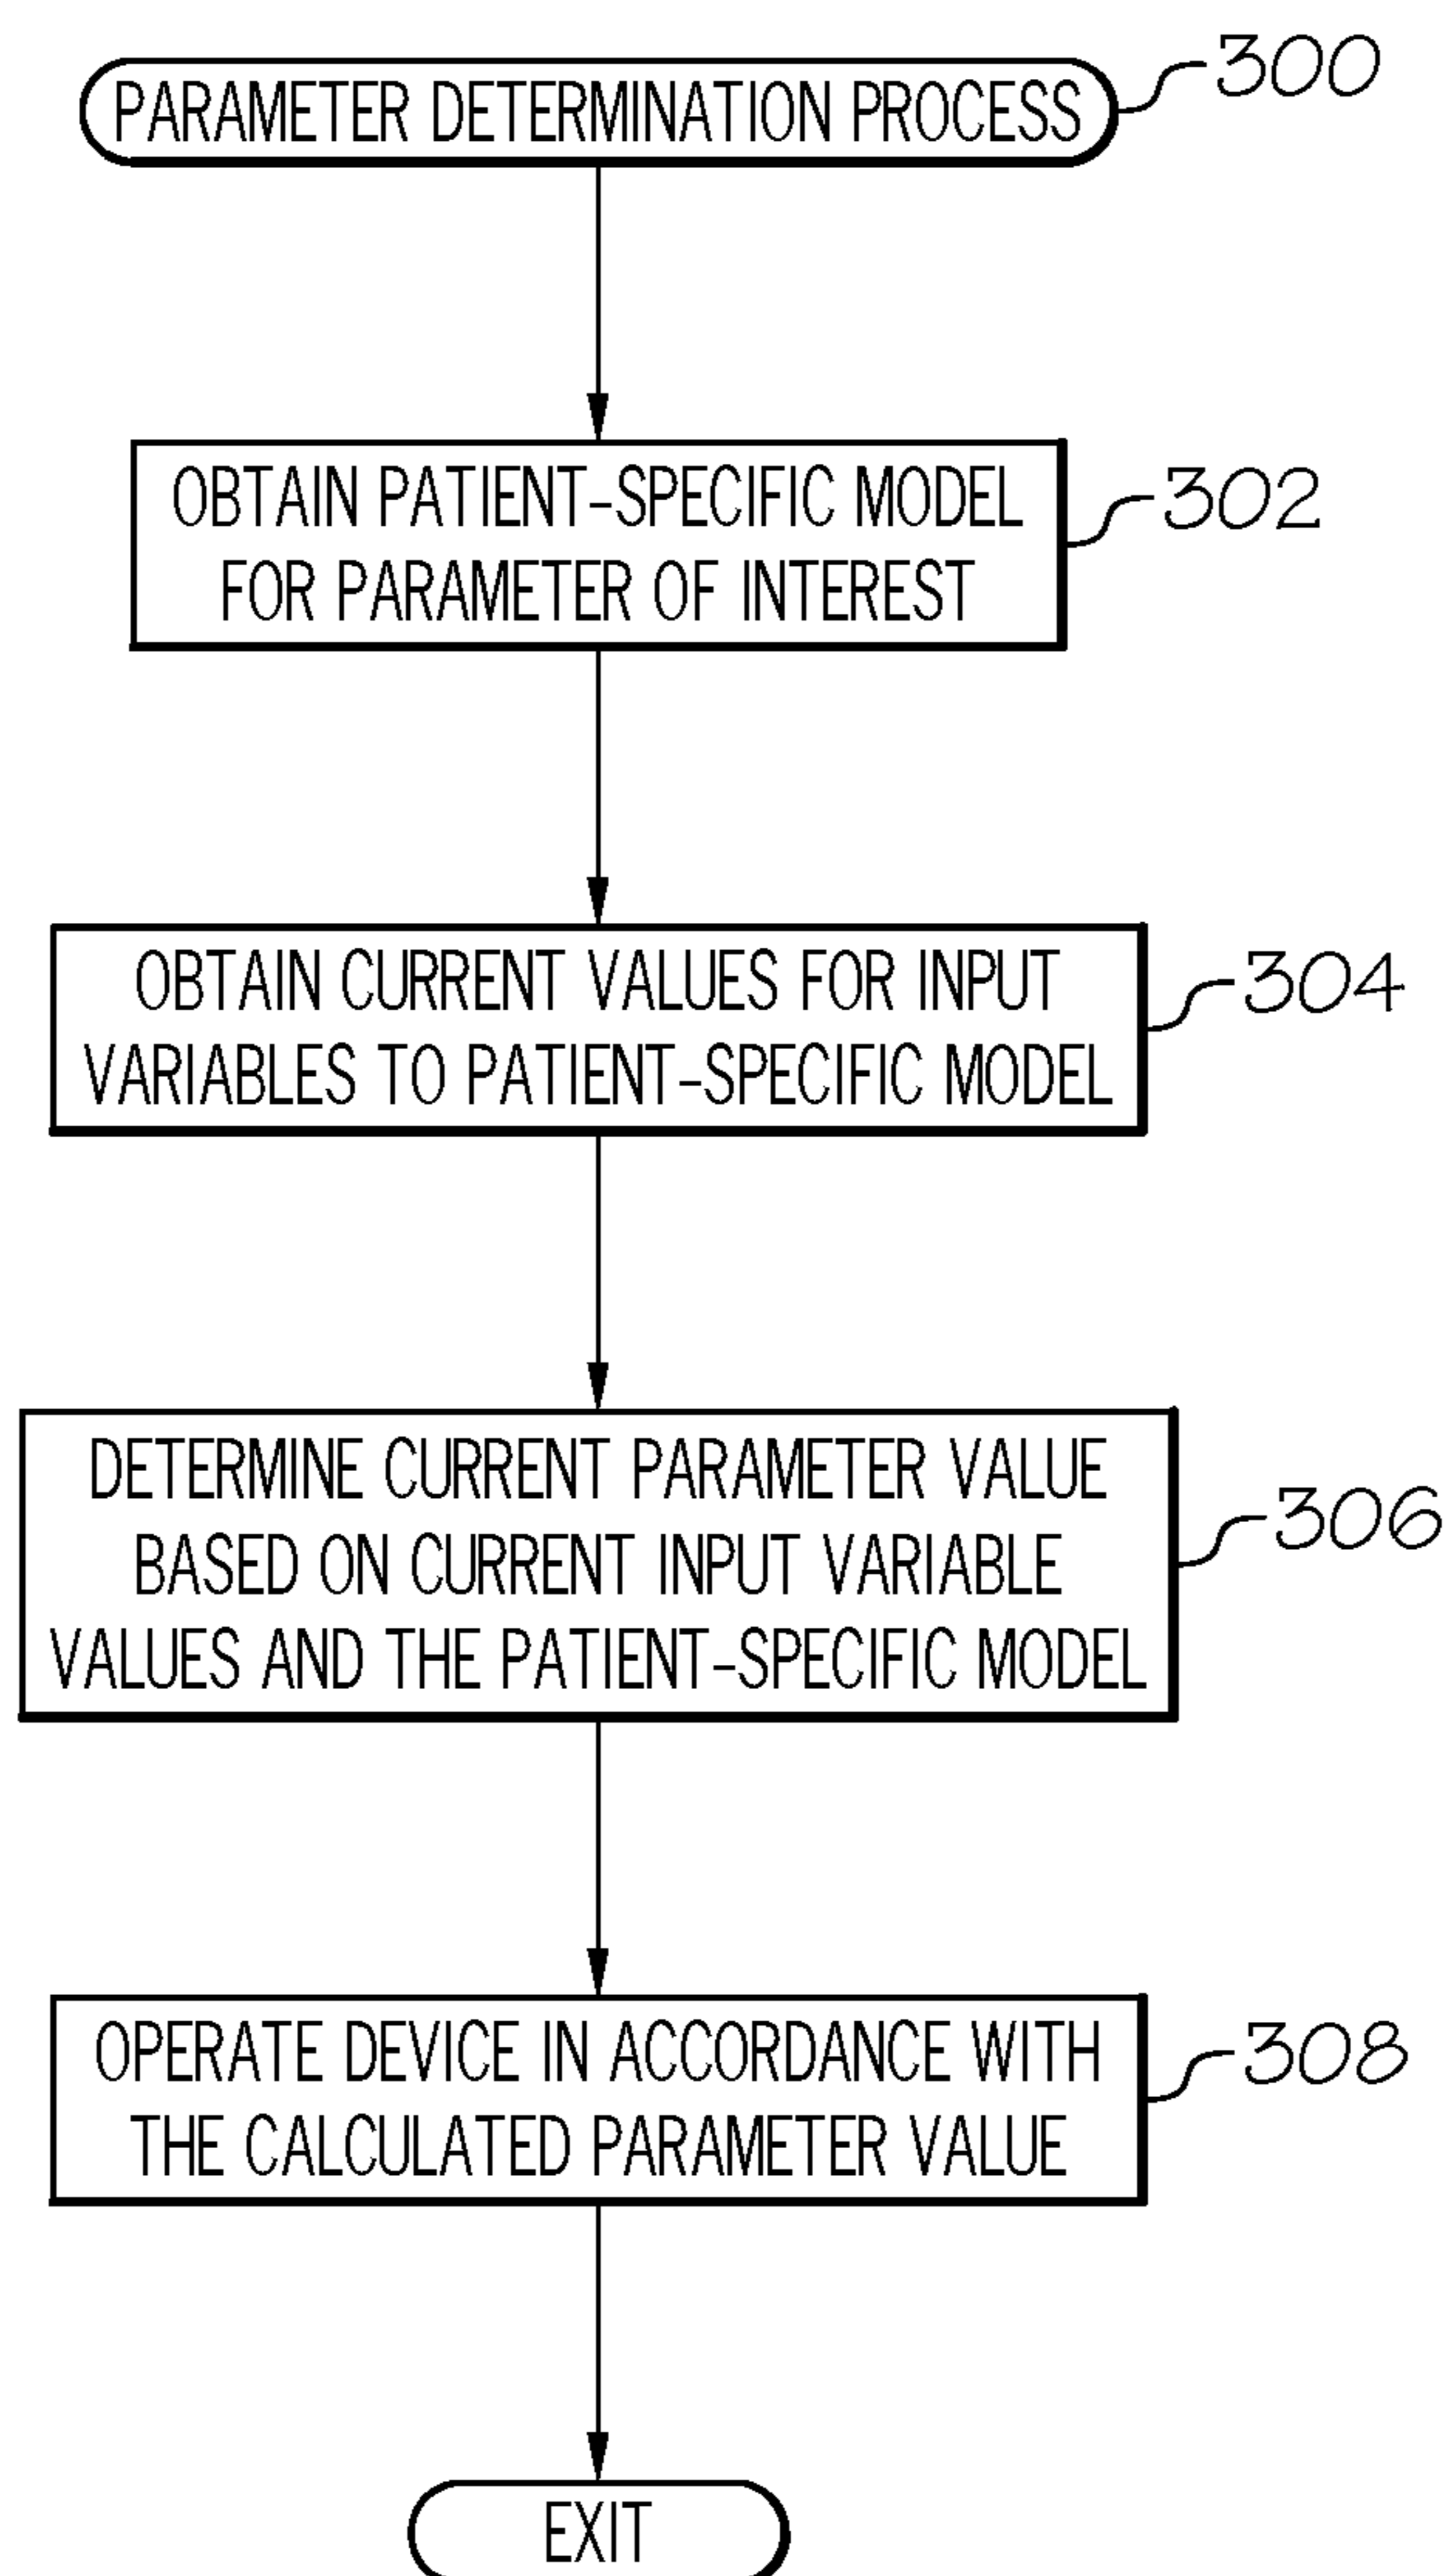 PARAMETER DETERMINATION PROCESS
300
OBTAIN PATIENT-SPECIFIC MODEL
FOR PARAMETER OF INTEREST
302
OBTAIN CURRENT VALUES FOR INPUT
VARIABLES TO PATIENT-SPECIFIC MODEL
304
DETERMINE CURRENT PARAMETER VALUE
BASED ON CURRENT INPUT VARIABLE
VALUES AND THE PATIENT-SPECIFIC MODEL
306
OPERATE DEVICE IN ACCORDANCE WITH
THE CALCULATED PARAMETER VALUE
308
EXIT